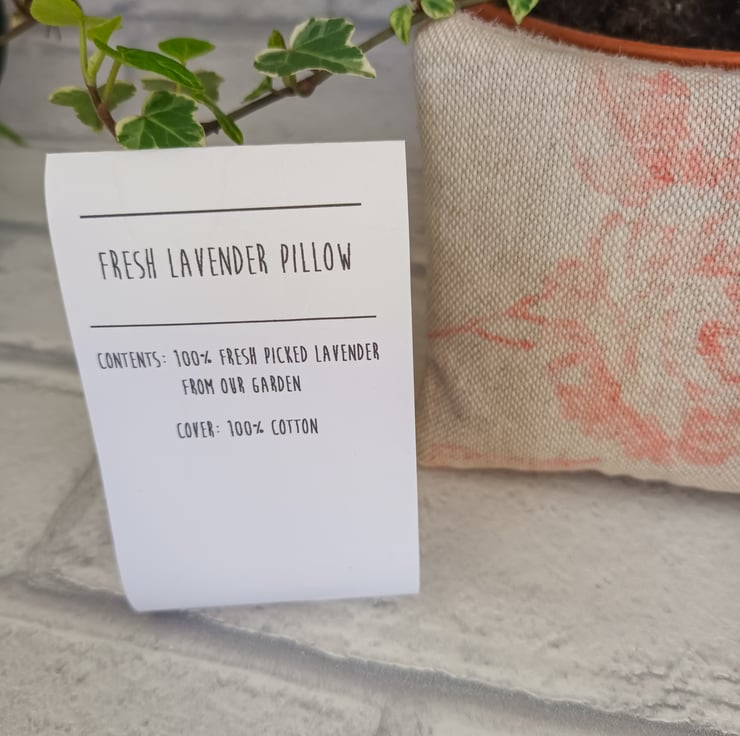 FRESH LAVENDER PILLOW
CONTENTS: 100% FRESH PICKED LAVENDER
FROM OUR GARDEN
COVER: 100% COTTON